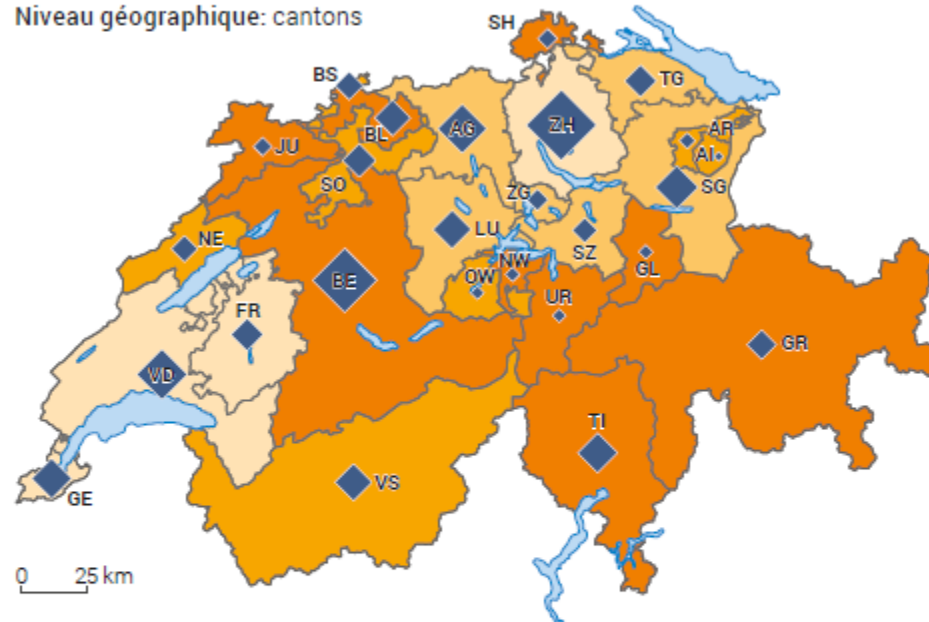 Niveau géographique: cantons
SH
BS
TG
BL
AG
ZH
JU
AR
AI
SO
ZG
SG
NE
LU
SZ
NW
GL
OW
BE
UR
FR
GR
VD
TI
VS
GE
0 25 km